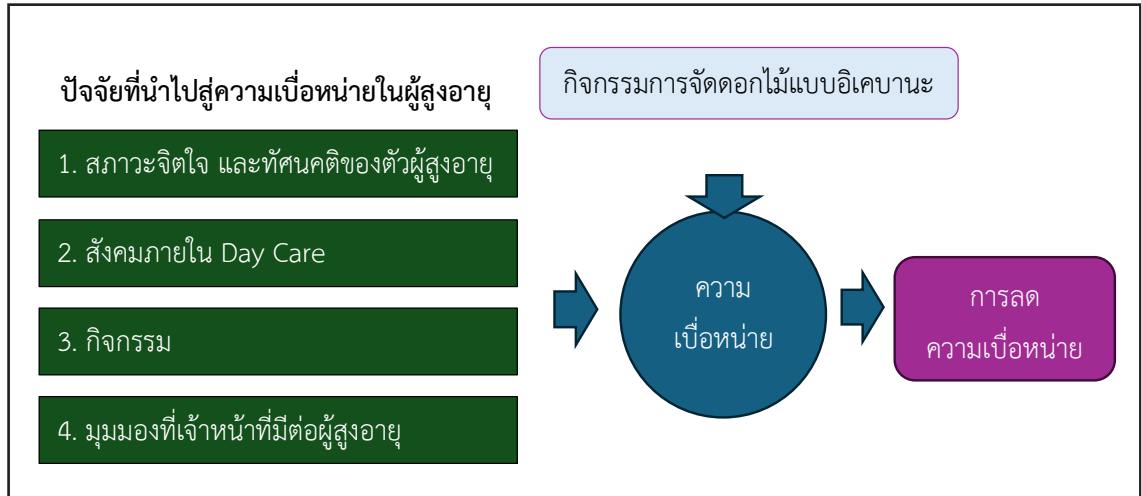 ปัจจัยที่นำไปสู่ความเบื่อหน่ายในผู้สูงอายุ
1. สภาวะจิตใจ และทัศนคติของตัวผู้สูงอายุ
2. สังคมภายใน Day Care
3. กิจกรรม
4. มุมมองที่เจ้าหน้าที่มีต่อผู้สูงอายุ
กิจกรรมการจัดดอกไม้แบบอิเคบานะ
ความ
เบื่อหน่าย
การลด
ความเบื่อหน่าย